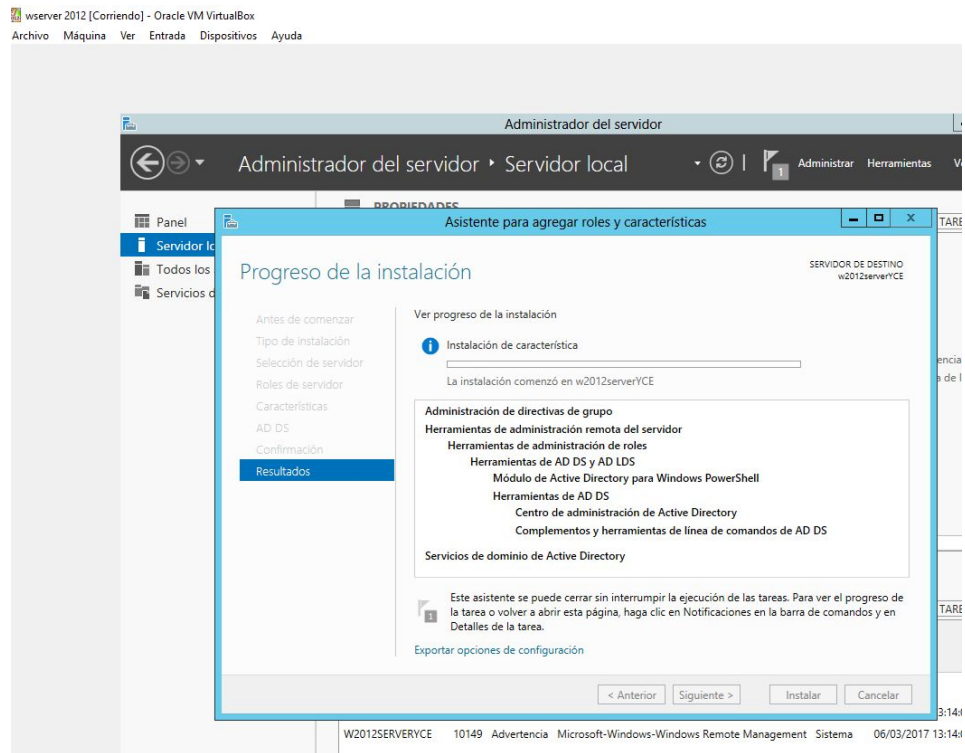 wserver 2012 [Corriendo] - Oracle VM VirtualBox
Archivo Máquina Ver Entrada Dispositivos Ayuda
Administrador del servidor
Administrador del servidor • Servidor local
1 Administrar Herramientas
PROPIEDADES
Panel
Servidor lo
Todos los
Servicios d
TARE
Asistente para agregar roles y características
Progreso de la instalación
SERVIDOR DE DESTINO
w2012serverYCE
Antes de comenzar
Tipo de instalación
Selección de servidor
Roles de servidor
Características
AD DS
Confirmación
Resultados
Ver progreso de la instalación
Instalación de característica
La instalación comenzó en w2012serverYCE
Administración de directivas de grupo
Herramientas de administración remota del servidor
Herramientas de administración de roles
Herramientas de AD DS y AD LDS
Módulo de Active Directory para Windows PowerShell
Herramientas de AD DS
Centro de administración de Active Directory
Complementos y herramientas de línea de comandos de AD DS
Servicios de dominio de Active Directory
1
Este asistente se puede cerrar sin interrumpir la ejecución de las tareas. Para ver el progreso de
la tarea o volver a abrir esta página, haga clic en Notificaciones en la barra de comandos y en
Detalles de la tarea.
Exportar opciones de configuración
< Anterior Siguiente > Instalar Cancelar
encia
a de l
TARE
3:14:
W2012SERVERYCE 10149 Advertencia Microsoft-Windows-Windows Remote Management Sistema 06/03/2017 13:14: